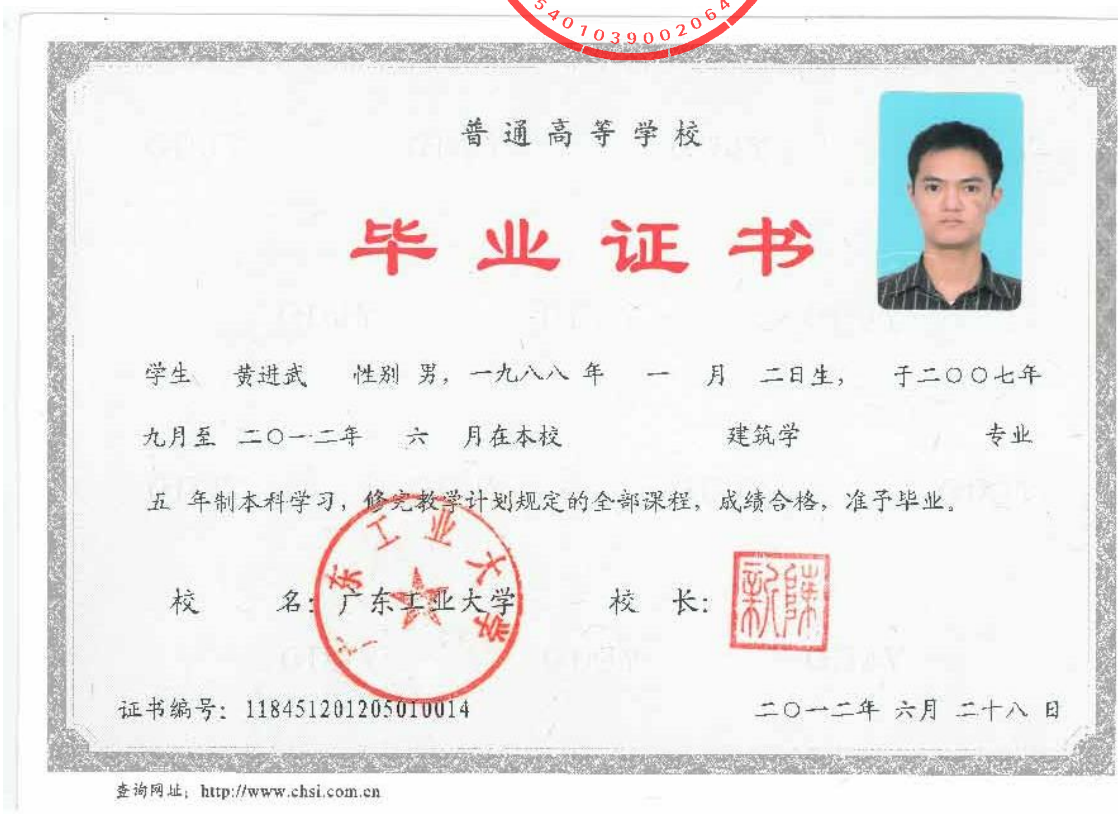 5401039002064
普通高等学校
毕业证书
学生 黄进武 性别 男，一九八八 年 一 月 二日生， 于二〇〇七年
九月至 二〇一二年 六 月在本校 建筑学 专业
五 年制本科学习，修完教学计划规定的全部课程，成绩合格，准予毕业。
广东工业大学
校 名：广东工业大学 校 长：
陈新
证书编号：118451201205010014 二〇一二年 六月 二十八 日
查询网址：http://www.chsi.com.cn